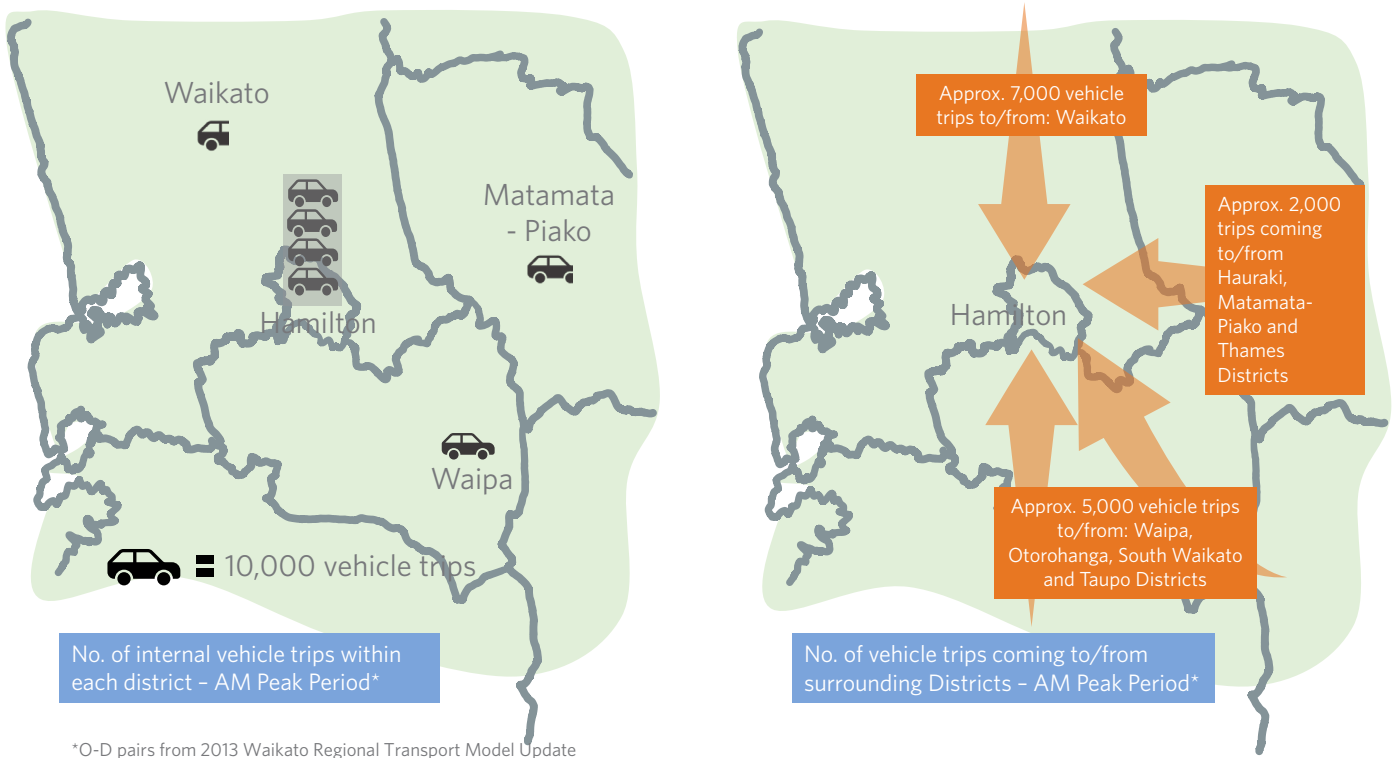 Waikato
Matamata
- Piako
Hamilton
Waipa
= 10,000 vehicle trips
No. of internal vehicle trips within
each district – AM Peak Period*
*O-D pairs from 2013 Waikato Regional Transport Model Update
Approx. 7,000 vehicle
trips to/from: Waikato
Approx. 2,000
trips coming
to/from
Hauraki,
Matamata-
Piako and
Thames
Districts
Hamilton
Approx. 5,000 vehicle trips
to/from: Waipa,
Otorohanga, South Waikato
and Taupo Districts
No. of vehicle trips coming to/from
surrounding Districts – AM Peak Period*